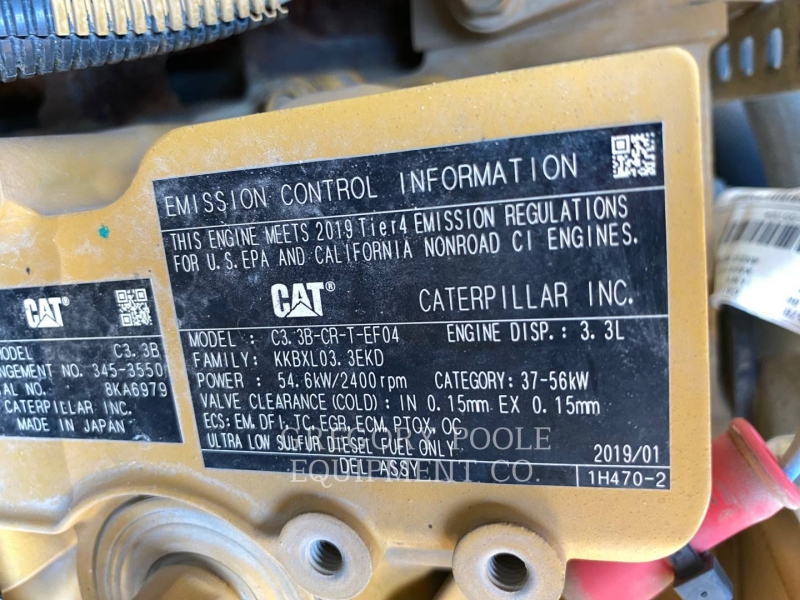 EMISSION CONTROL INFORMATION
THIS ENGINE MEETS 2019 Tier4 EMISSION REGULATIONS
FOR U.S.EPA AND CALIFORNIA NONROAD CI ENGINES.
CAT® CATERPILLAR INC.
MODEL : C3.3B-CR-T-EF04 ENGINE DISP.: 3.3L
FAMILY: KKBXL03.3EKD
POWER : 54.6kW/2400rpm CATEGORY: 37-56kW
VALVE CLEARANCE(COLD): IN 0.15mm EX 0.15mm
ECS: EM, DFI, TC, EGR, ECM, PTOX, OC
ULTRA LOW SULFUR DIESEL FUEL ONLY
DEL ASSY
2019/01
1H470-2
CAT®
ODEL C3.3B
NGEMENT NO. 345-3550
AL NO. 8KA6979
CATERPILLAR INC.
MADE IN JAPAN
GREGORY POOLE
EQUIPMENT CO.